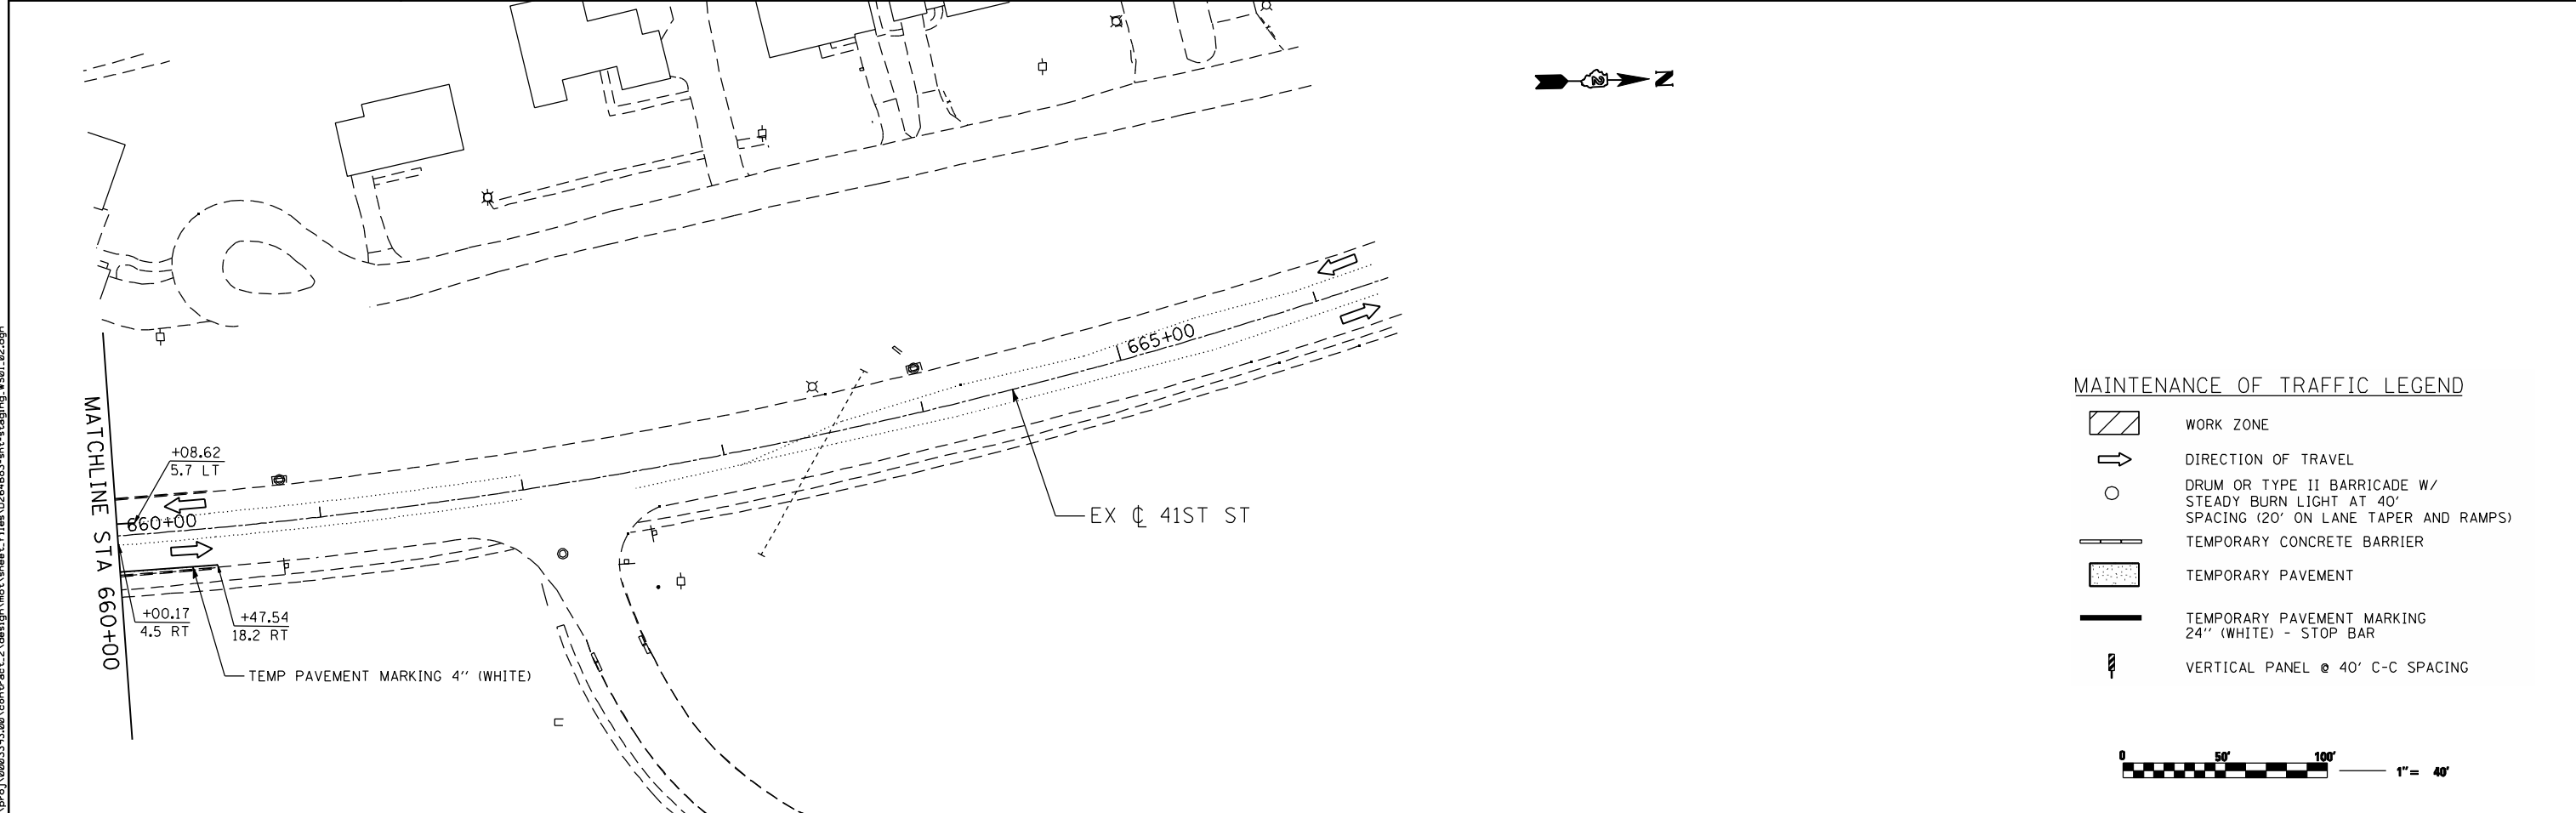 N
665+00
+08.62
5.7 LT
660+00
MATCHLINE STA 660+00
+00.17
4.5 RT
+47.54
18.2 RT
TEMP PAVEMENT MARKING 4'' (WHITE)
EX ℄ 41ST ST
MAINTENANCE OF TRAFFIC LEGEND
WORK ZONE
DIRECTION OF TRAVEL
DRUM OR TYPE II BARRICADE W/
STEADY BURN LIGHT AT 40'
SPACING (20' ON LANE TAPER AND RAMPS)
TEMPORARY CONCRETE BARRIER
TEMPORARY PAVEMENT
TEMPORARY PAVEMENT MARKING
24'' (WHITE) - STOP BAR
VERTICAL PANEL @ 40' C-C SPACING
0 50' 100'
1"= 40'